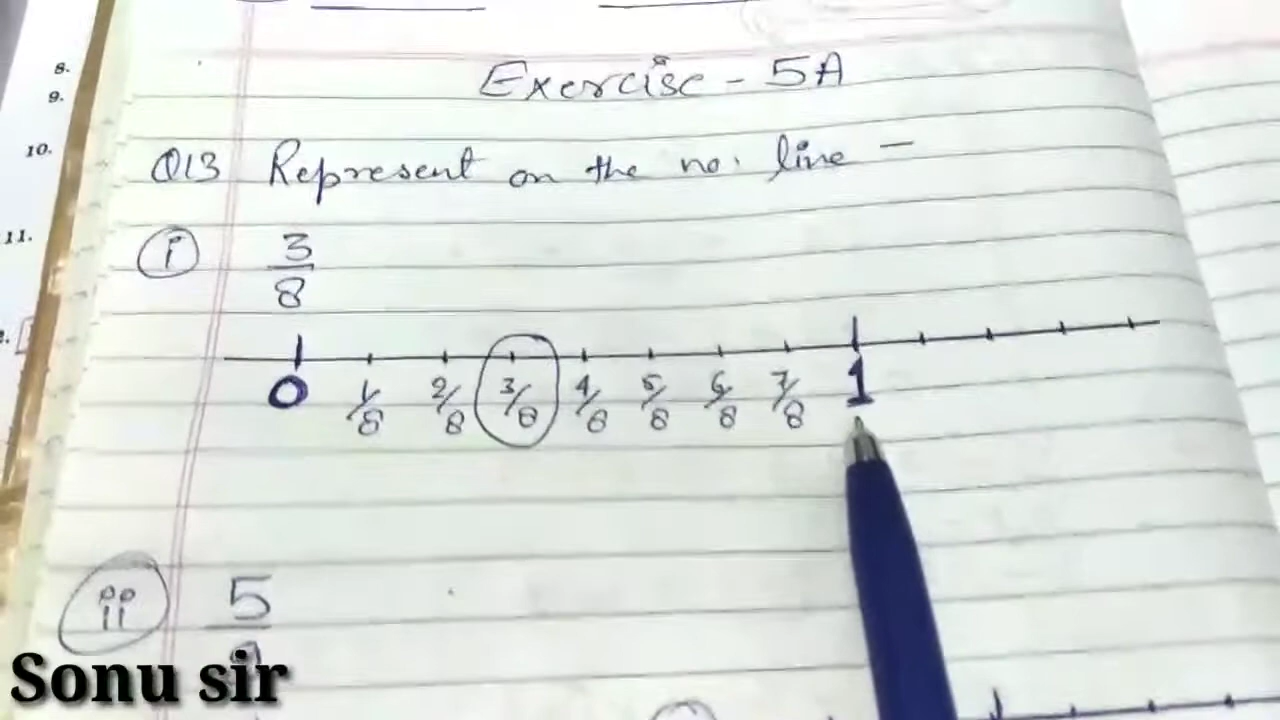 8.
9.
10.
11.
Exercise - 5A
Q13 Represent on the no. line -
i 3/8
0 1/8 2/8 3/8 4/8 5/8 6/8 7/8 1
ii 5
Sonu sir